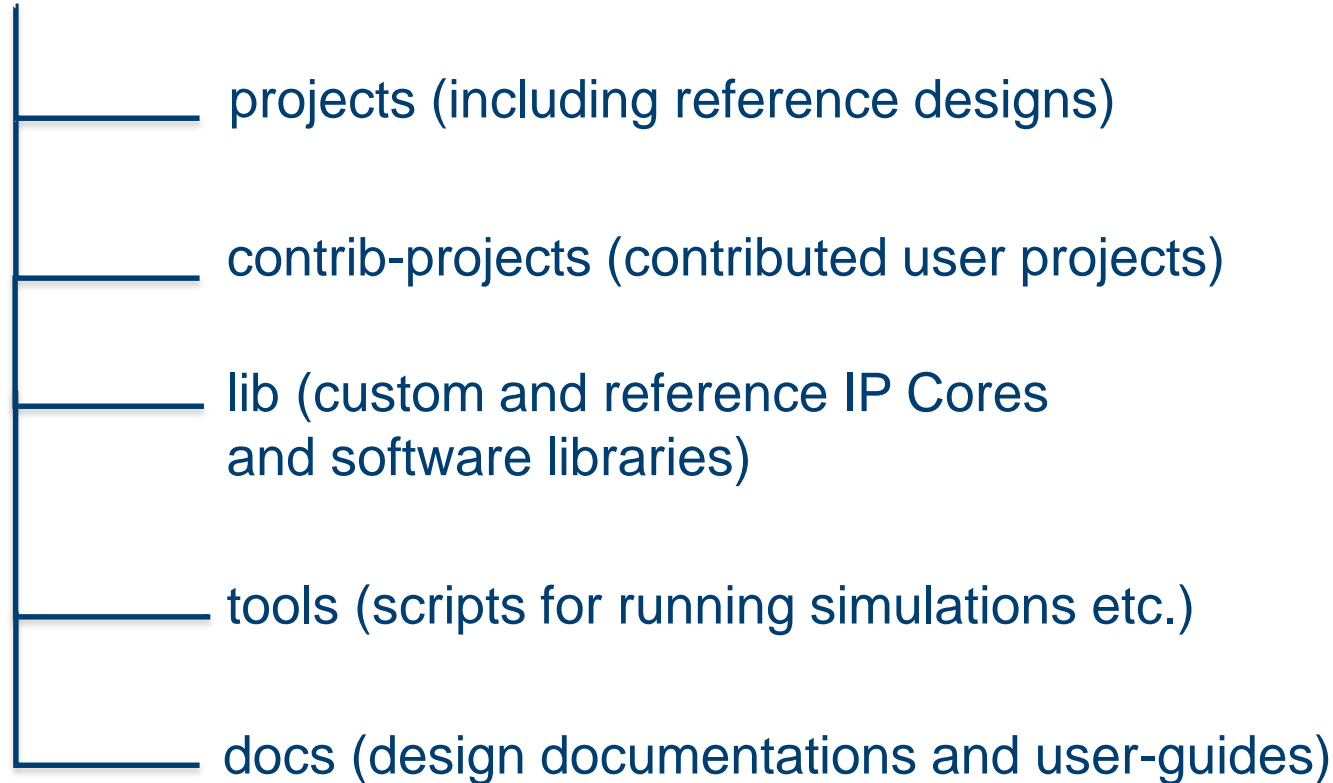 projects (including reference designs)
contrib-projects (contributed user projects)
lib (custom and reference IP Cores
and software libraries)
tools (scripts for running simulations etc.)
docs (design documentations and user-guides)